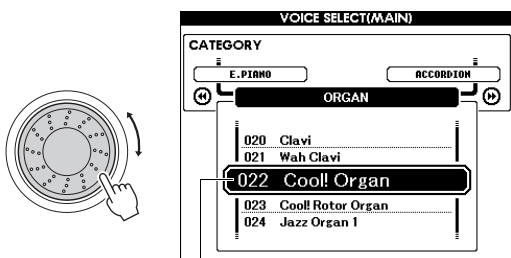 VOICE SELECT(MAIN)
CATEGORY
E.PIANO
ACCORDION
ORGAN
020 Clavi
021 Wah Clavi
022 Cool! Organ
023 Cool! Rotor Organ
024 Jazz Organ 1